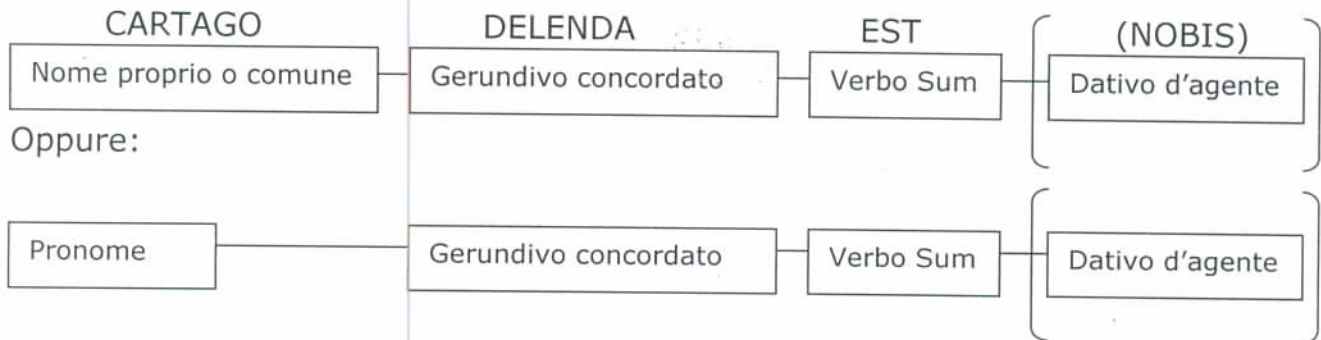 CARTAGO DELENDA EST (NOBIS)
Nome proprio o comune Gerundivo concordato Verbo Sum Dativo d'agente
Oppure:
Pronome Gerundivo concordato Verbo Sum Dativo d'agente